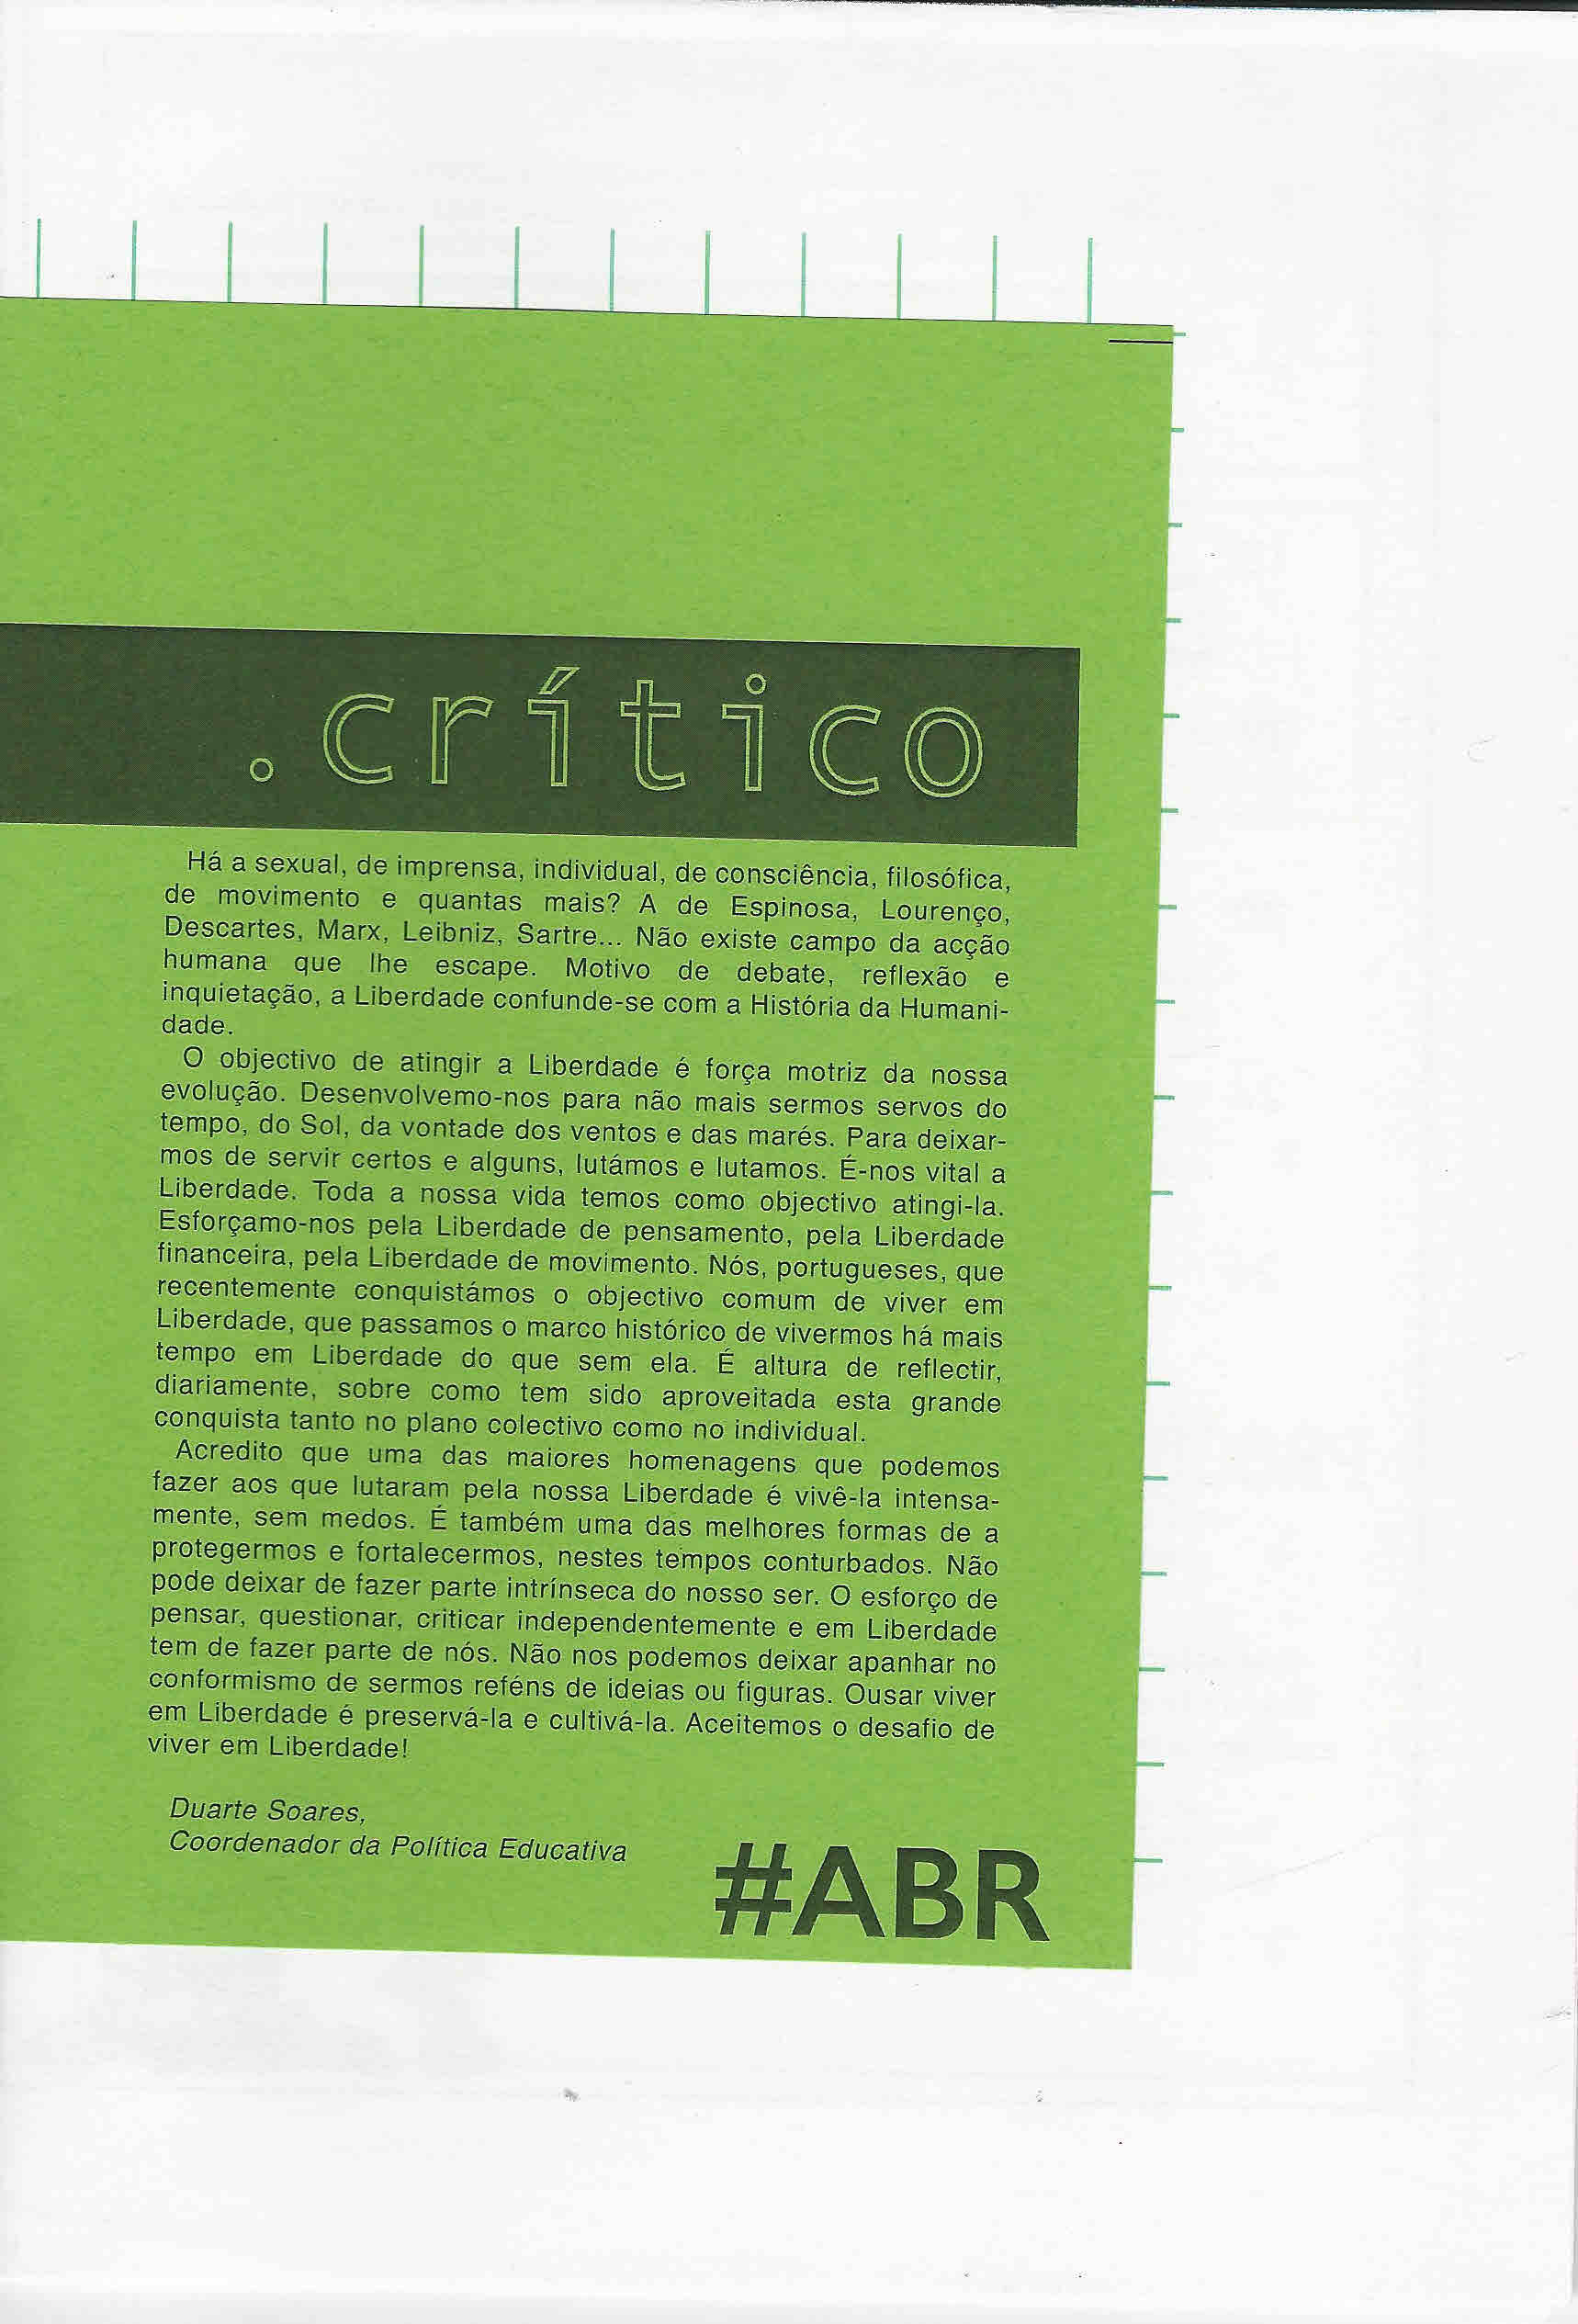 .crítico
Há a sexual, de imprensa, individual, de consciência, filosófica,
de movimento e quantas mais? A de Espinosa, Lourenço,
Descartes, Marx, Leibniz, Sartre... Não existe campo da acção
humana que lhe escape. Motivo de debate, reflexão e
inquietação, a Liberdade confunde-se com a História da Humani-
dade.
O objectivo de atingir a Liberdade é força motriz da nossa
evolução. Desenvolvemo-nos para não mais sermos servos do
tempo, do Sol, da vontade dos ventos e das marés. Para deixar-
mos de servir certos e alguns, lutámos e lutamos. É-nos vital a
Liberdade. Toda a nossa vida temos como objectivo atingi-la.
Esforçamo-nos pela Liberdade de pensamento, pela Liberdade
financeira, pela Liberdade de movimento. Nós, portugueses, que
recentemente conquistámos o objectivo comum de viver em
Liberdade, que passamos o marco histórico de vivermos há mais
tempo em Liberdade do que sem ela. É altura de reflectir,
diariamente, sobre como tem sido aproveitada esta grande
conquista tanto no plano colectivo como no individual.
Acredito que uma das maiores homenagens que podemos
fazer aos que lutaram pela nossa Liberdade é vivê-la intensa-
mente, sem medos. É também uma das melhores formas de a
protegermos e fortalecermos, nestes tempos conturbados. Não
pode deixar de fazer parte intrínseca do nosso ser. O esforço de
pensar, questionar, criticar independentemente e em Liberdade
tem de fazer parte de nós. Não nos podemos deixar apanhar no
conformismo de sermos reféns de ideias ou figuras. Ousar viver
em Liberdade é preservá-la e cultivá-la. Aceitemos o desafio de
viver em Liberdade!
Duarte Soares,
Coordenador da Política Educativa
#ABR